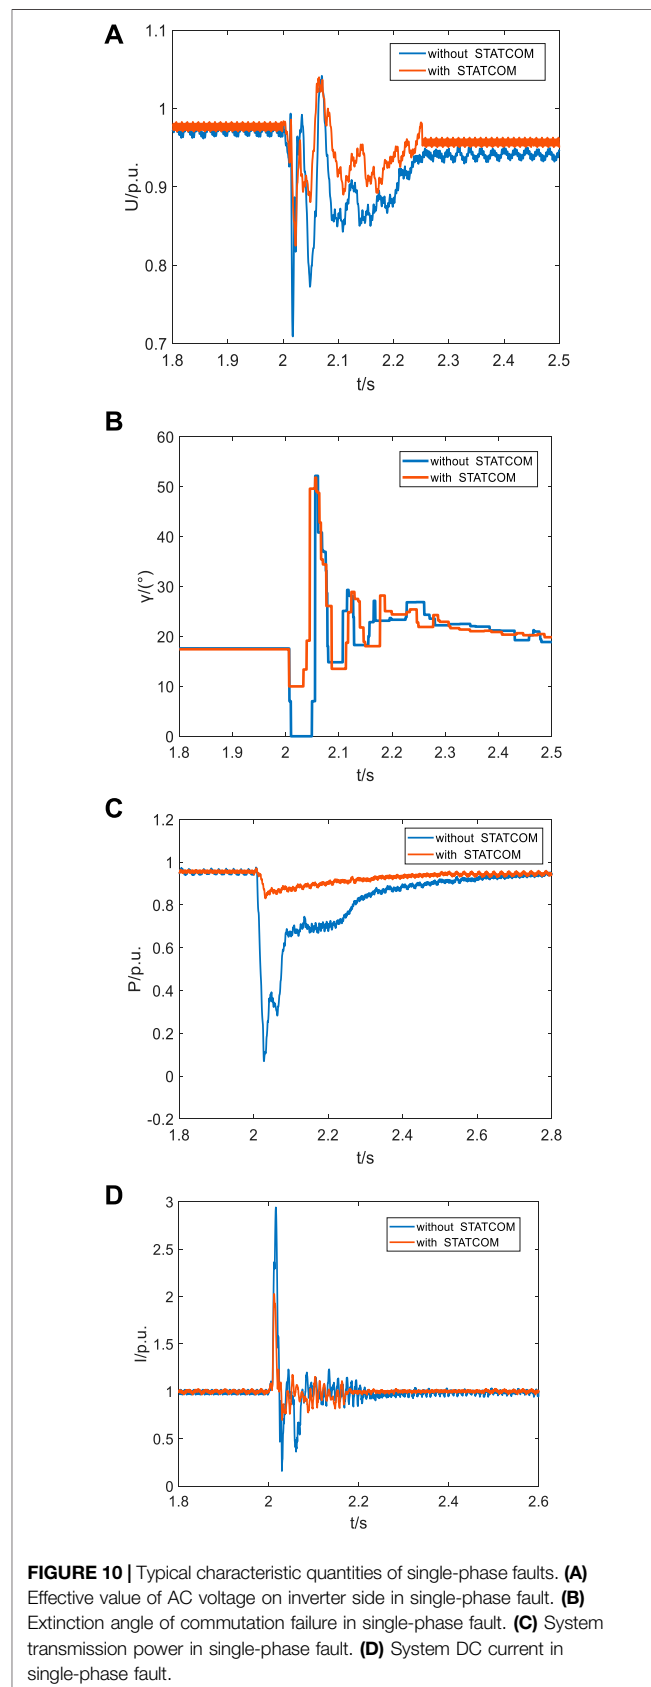 A
1.1
1
0.9
0.8
0.7
U/p.u.
without STATCOM
with STATCOM
1.8 1.9 2 2.1 2.2 2.3 2.4 2.5
t/s
B
60
50
40
30
20
10
0
γ/(°)
without STATCOM
with STATCOM
1.8 1.9 2 2.1 2.2 2.3 2.4 2.5
t/s
C
1.2
1
0.8
0.6
0.4
0.2
0
-0.2
P/p.u.
without STATCOM
with STATCOM
1.8 2 2.2 2.4 2.6 2.8
t/s
D
3
2.5
2
1.5
1
0.5
0
I/p.u.
without STATCOM
with STATCOM
1.8 2 2.2 2.4 2.6
t/s
FIGURE 10 | Typical characteristic quantities of single-phase faults. (A)
Effective value of AC voltage on inverter side in single-phase fault. (B)
Extinction angle of commutation failure in single-phase fault. (C) System
transmission power in single-phase fault. (D) System DC current in
single-phase fault.